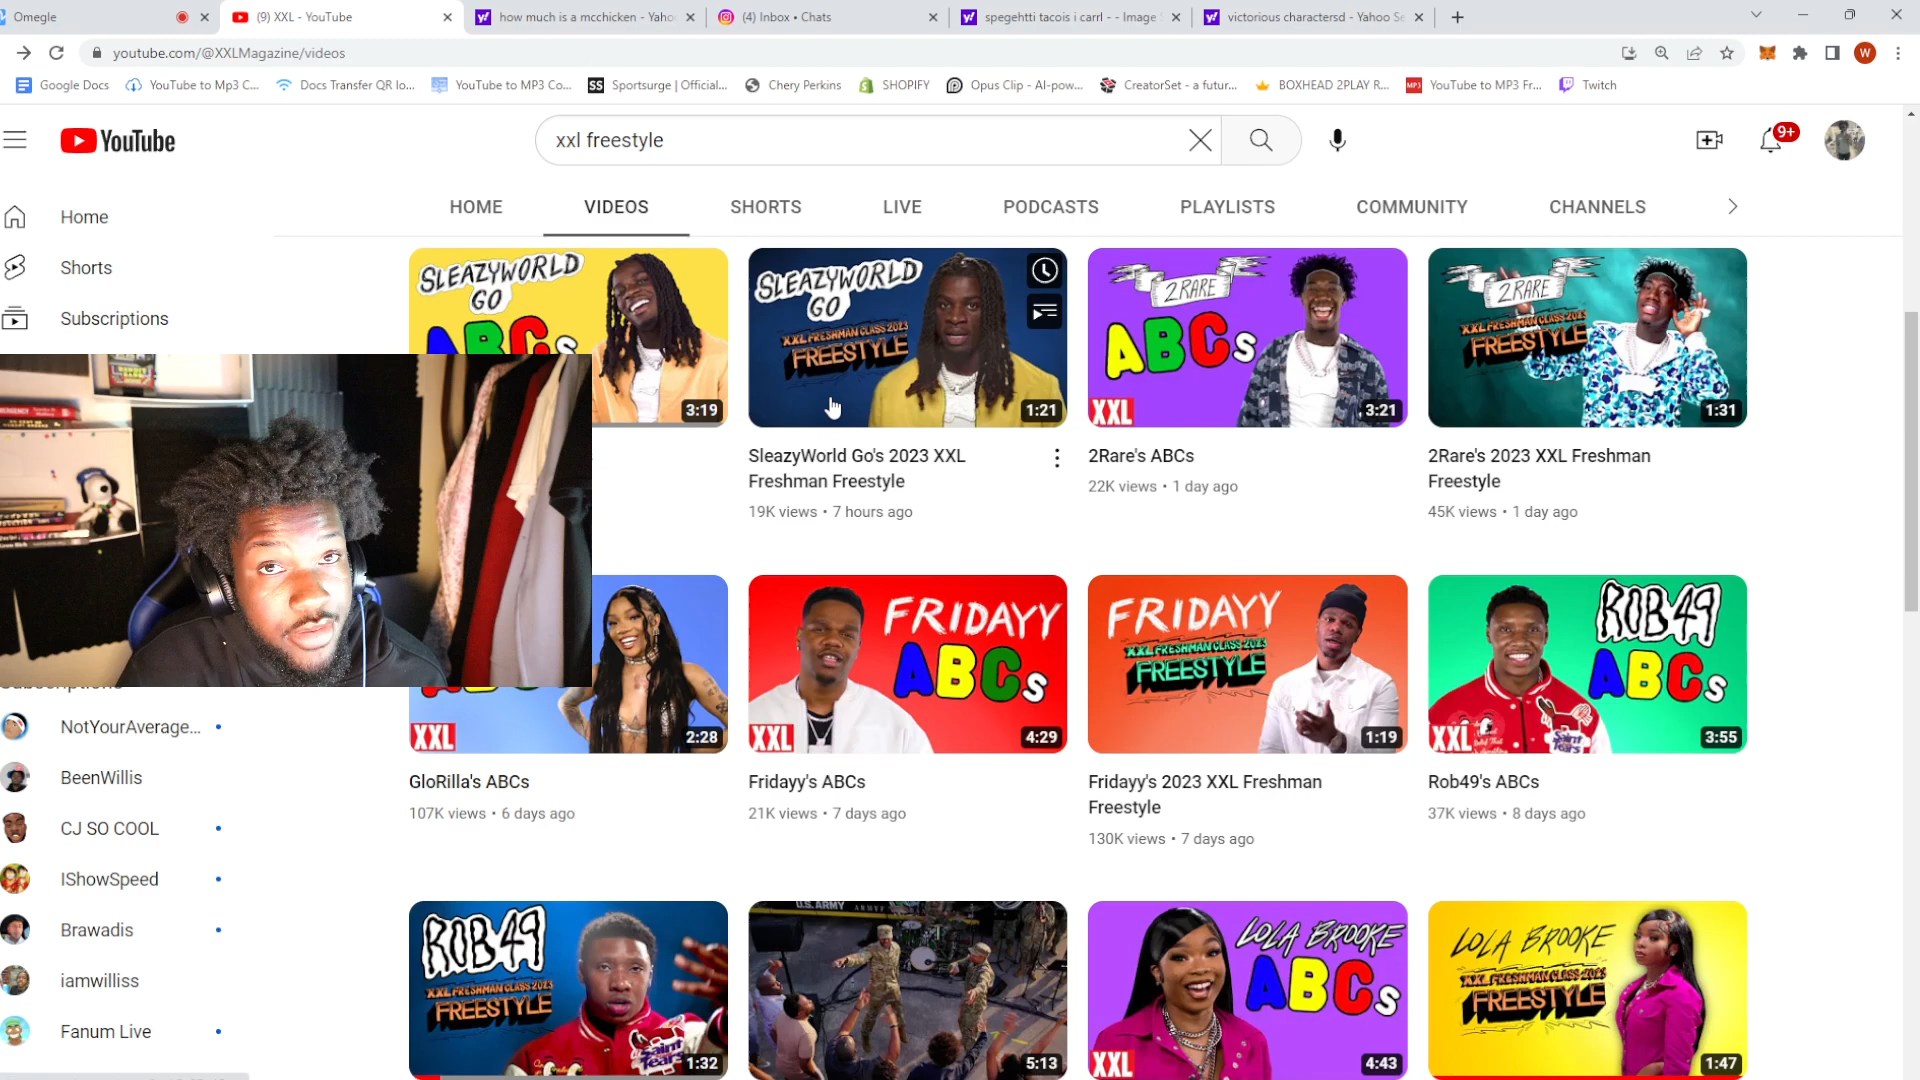 Omegle
(9) XXL - YouTube
how much is a mcchicken - Yaho
(4) Inbox • Chats
spegehtti tacois i carrl - - Image
victorious charactersd - Yahoo Se
youtube.com/@XXLMagazine/videos
W
Google Docs
YouTube to Mp3 C...
Docs Transfer QR lo...
YouTube to MP3 Co...
Sportsurge | Official...
Chery Perkins
SHOPIFY
Opus Clip - AI-pow...
CreatorSet - a futur...
BOXHEAD 2PLAY R...
YouTube to MP3 Fr...
Twitch
YouTube
xxl freestyle
9+
HOME
VIDEOS
SHORTS
LIVE
PODCASTS
PLAYLISTS
COMMUNITY
CHANNELS
Home
Shorts
Subscriptions
SLEAZYWORLD
GO
ABCs
3:19
SLEAZYWORLD
GO
XXL FRESHMAN CLASS 2023
FREESTYLE
1:21
2RARE
ABCs
XXL
3:21
2RARE
XXL FRESHMAN CLASS 2023
FREESTYLE
1:31
SleazyWorld Go's 2023 XXL
Freshman Freestyle
19K views • 7 hours ago
2Rare's ABCs
22K views • 1 day ago
2Rare's 2023 XXL Freshman
Freestyle
45K views • 1 day ago
XXL
2:28
FRIDAYY
ABCs
XXL
4:29
FRIDAYY
XXL FRESHMAN CLASS 2023
FREESTYLE
1:19
ROB49
ABCs
XXL
Saint
Tears
3:55
GloRilla's ABCs
107K views • 6 days ago
Fridayy's ABCs
21K views • 7 days ago
Fridayy's 2023 XXL Freshman
Freestyle
130K views • 7 days ago
Rob49's ABCs
37K views • 8 days ago
NotYourAverage...
BeenWillis
CJ SO COOL
IShowSpeed
Brawadis
iamwilliss
Fanum Live
ROB49
XXL FRESHMAN CLASS 2023
FREESTYLE
Saint
Tears
1:32
U.S. ARMY
5:13
LOLA BROOKE
ABCs
XXL
4:43
LOLA BROOKE
XXL FRESHMAN CLASS 2023
FREESTYLE
1:47